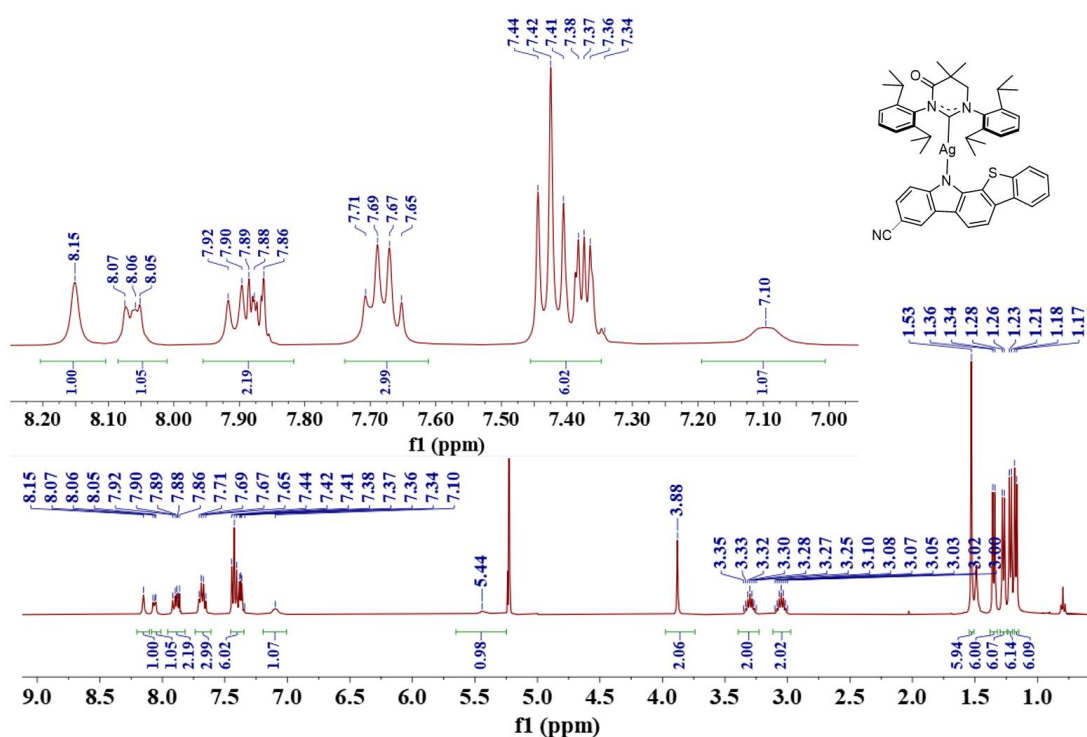 7.44 7.42 7.41 7.38 7.37 7.36 7.34
8.15
8.07 8.06 8.05
7.92 7.90 7.89 7.88 7.86
7.71 7.69 7.67 7.65
7.10
1.00 1.05 2.19 2.99 6.02 1.07
8.20 8.10 8.00 7.90 7.80 7.70 7.60 7.50 7.40 7.30 7.20 7.10 7.00
f1 (ppm)
O
N N
Ag
N S
NC
8.15 8.07 8.06 8.05 7.92 7.90 7.89 7.88 7.86 7.71 7.69 7.67 7.65 7.44 7.42 7.41 7.38 7.37 7.36 7.34 7.10
5.44
3.88
3.35 3.33 3.32 3.30 3.28 3.27 3.25 3.10 3.08 3.07 3.05 3.03 3.02 3.00
1.53 1.36 1.34 1.28 1.26 1.23 1.21 1.18 1.17
1.00 1.05 2.19 2.99 6.02 1.07 0.98 2.06 2.00 2.02 5.94 6.00 6.07 6.14 6.09
9.0 8.5 8.0 7.5 7.0 6.5 6.0 5.5 5.0 4.5 4.0 3.5 3.0 2.5 2.0 1.5 1.0
f1 (ppm)